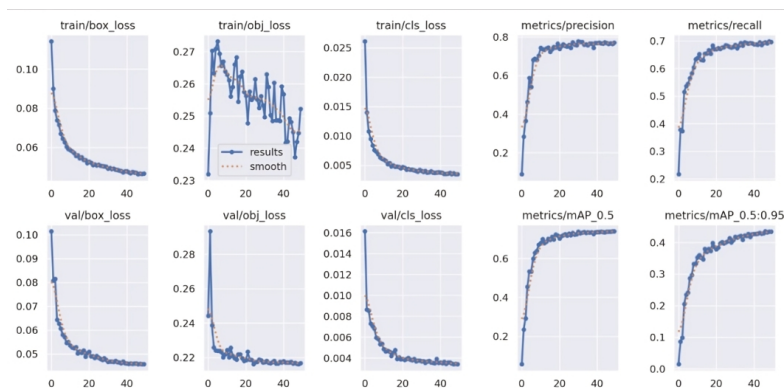 train/box_loss
train/obj_loss
train/cls_loss
metrics/precision
metrics/recall
0.10
0.08
0.06
0 20 40
0.27
0.26
0.25
0.24
0.23
results
smooth
0 20 40
0.025
0.020
0.015
0.010
0.005
0 20 40
0.8
0.6
0.4
0.2
0 20 40
0.7
0.6
0.5
0.4
0.3
0.2
0 20 40
val/box_loss
val/obj_loss
val/cls_loss
metrics/mAP_0.5
metrics/mAP_0.5:0.95
0.10
0.09
0.08
0.07
0.06
0.05
0 20 40
0.28
0.26
0.24
0.22
0 20 40
0.016
0.014
0.012
0.010
0.008
0.006
0.004
0 20 40
0.6
0.4
0.2
0 20 40
0.4
0.3
0.2
0.1
0.0
0 20 40